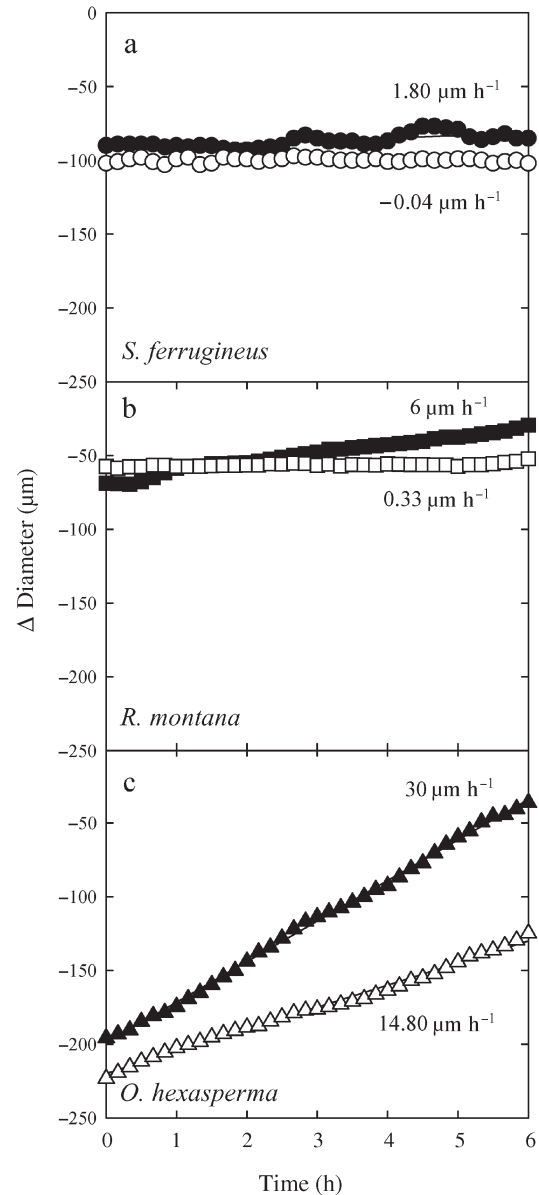 0
a
−50
1.80 µm h⁻¹
−100
−150
−0.04 µm h⁻¹
−200
S. ferrugineus
−250
b
6 µm h⁻¹
−50
0.33 µm h⁻¹
−100
Δ Diameter (µm)
−150
−200
R. montana
−250
c
30 µm h⁻¹
−50
−100
−150
14.80 µm h⁻¹
−200
O. hexasperma
−250
0 1 2 3 4 5 6
Time (h)